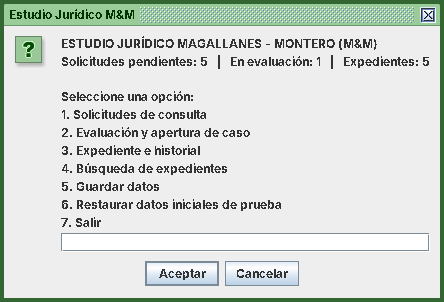 Estudio Jurídico M&M
?
ESTUDIO JURÍDICO MAGALLANES - MONTERO (M&M)
Solicitudes pendientes: 5 | En evaluación: 1 | Expedientes: 5
Seleccione una opción:
1. Solicitudes de consulta
2. Evaluación y apertura de caso
3. Expediente e historial
4. Búsqueda de expedientes
5. Guardar datos
6. Restaurar datos iniciales de prueba
7. Salir
Aceptar Cancelar